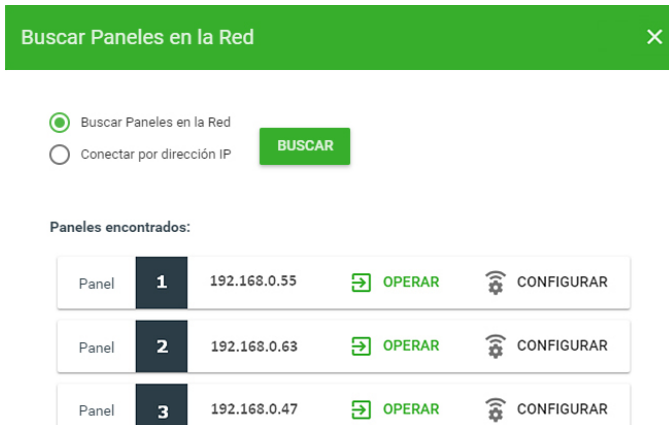 Buscar Paneles en la Red
Buscar Paneles en la Red
Conectar por dirección IP
BUSCAR
Paneles encontrados:
Panel 1 192.168.0.55 OPERAR CONFIGURAR
Panel 2 192.168.0.63 OPERAR CONFIGURAR
Panel 3 192.168.0.47 OPERAR CONFIGURAR